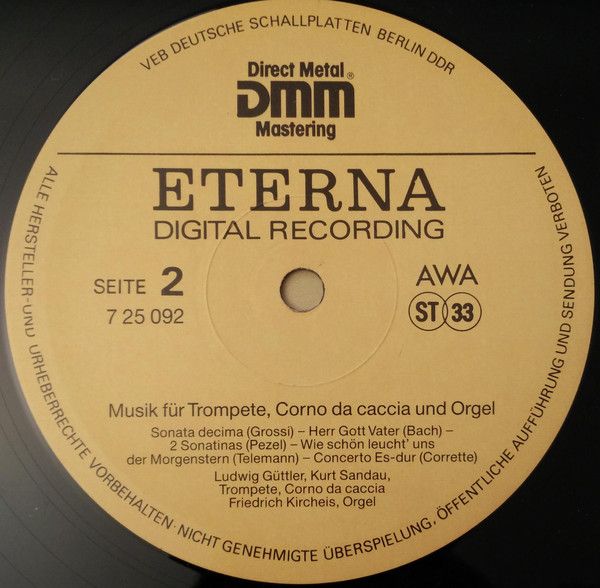 VEB DEUTSCHE SCHALLPLATTEN BERLIN DDR
Direct Metal ®
DMM
Mastering
ETERNA
DIGITAL RECORDING
SEITE 2
7 25 092
AWA
ST 33
Musik für Trompete, Corno da caccia und Orgel
Sonata decima (Grossi) – Herr Gott Vater (Bach) –
2 Sonatinas (Pezel) – Wie schön leucht' uns
der Morgenstern (Telemann) – Concerto Es-dur (Corrette)
Ludwig Güttler, Kurt Sandau,
Trompete, Corno da caccia
Friedrich Kircheis, Orgel
ALLE HERSTELLER-UND URHEBERRECHTE VORBEHALTEN·NICHT GENEHMIGTE ÜBERSPIELUNG, ÖFFENTLICHE AUFFÜHRUNG UND SENDUNG VERBOTEN